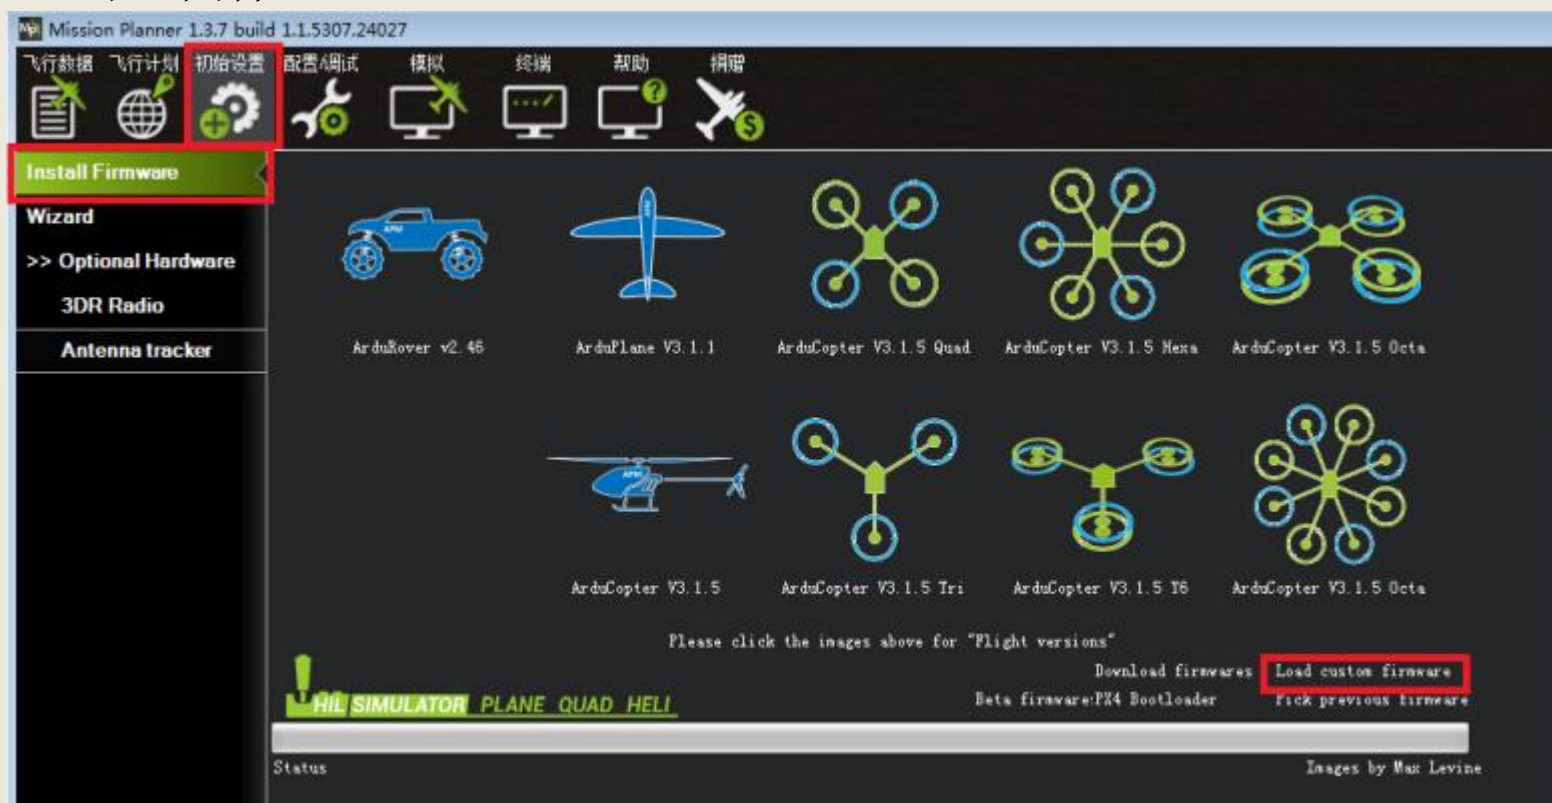 Mission Planner 1.3.7 build 1.1.5307.24027
飞行数据 飞行计划 初始设置 配置/调试 模拟 终端 帮助 捐赠
Install Firmware
Wizard
>> Optional Hardware
3DR Radio
Antenna tracker
ArduRover v2.46 ArduPlane V3.1.1 ArduCopter V3.1.5 Quad ArduCopter V3.1.5 Hexa ArduCopter V3.1.5 Octa
APM
ArduCopter V3.1.5 ArduCopter V3.1.5 Tri ArduCopter V3.1.5 Y6 ArduCopter V3.1.5 Octa
Please click the images above for "Flight versions"
Download firmwares Load custom firmware
HIL SIMULATOR PLANE QUAD HELI
Beta firmware:PX4 Bootloader Pick previous firmware
Status Images by Max Levine